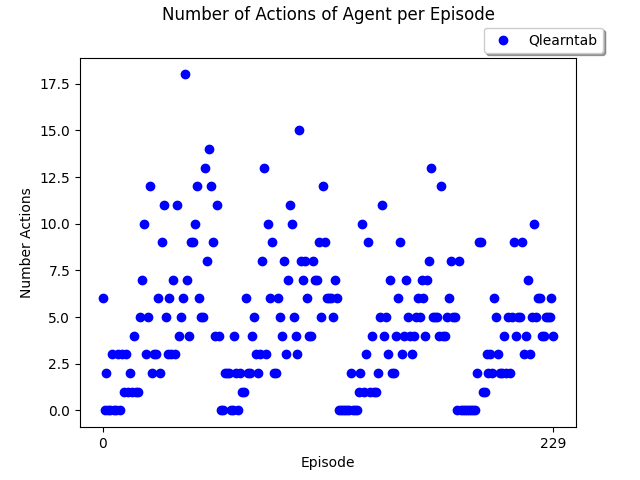 Number of Actions of Agent per Episode
Qlearntab
17.5
15.0
12.5
10.0
7.5
5.0
2.5
0.0
Number Actions
0
229
Episode